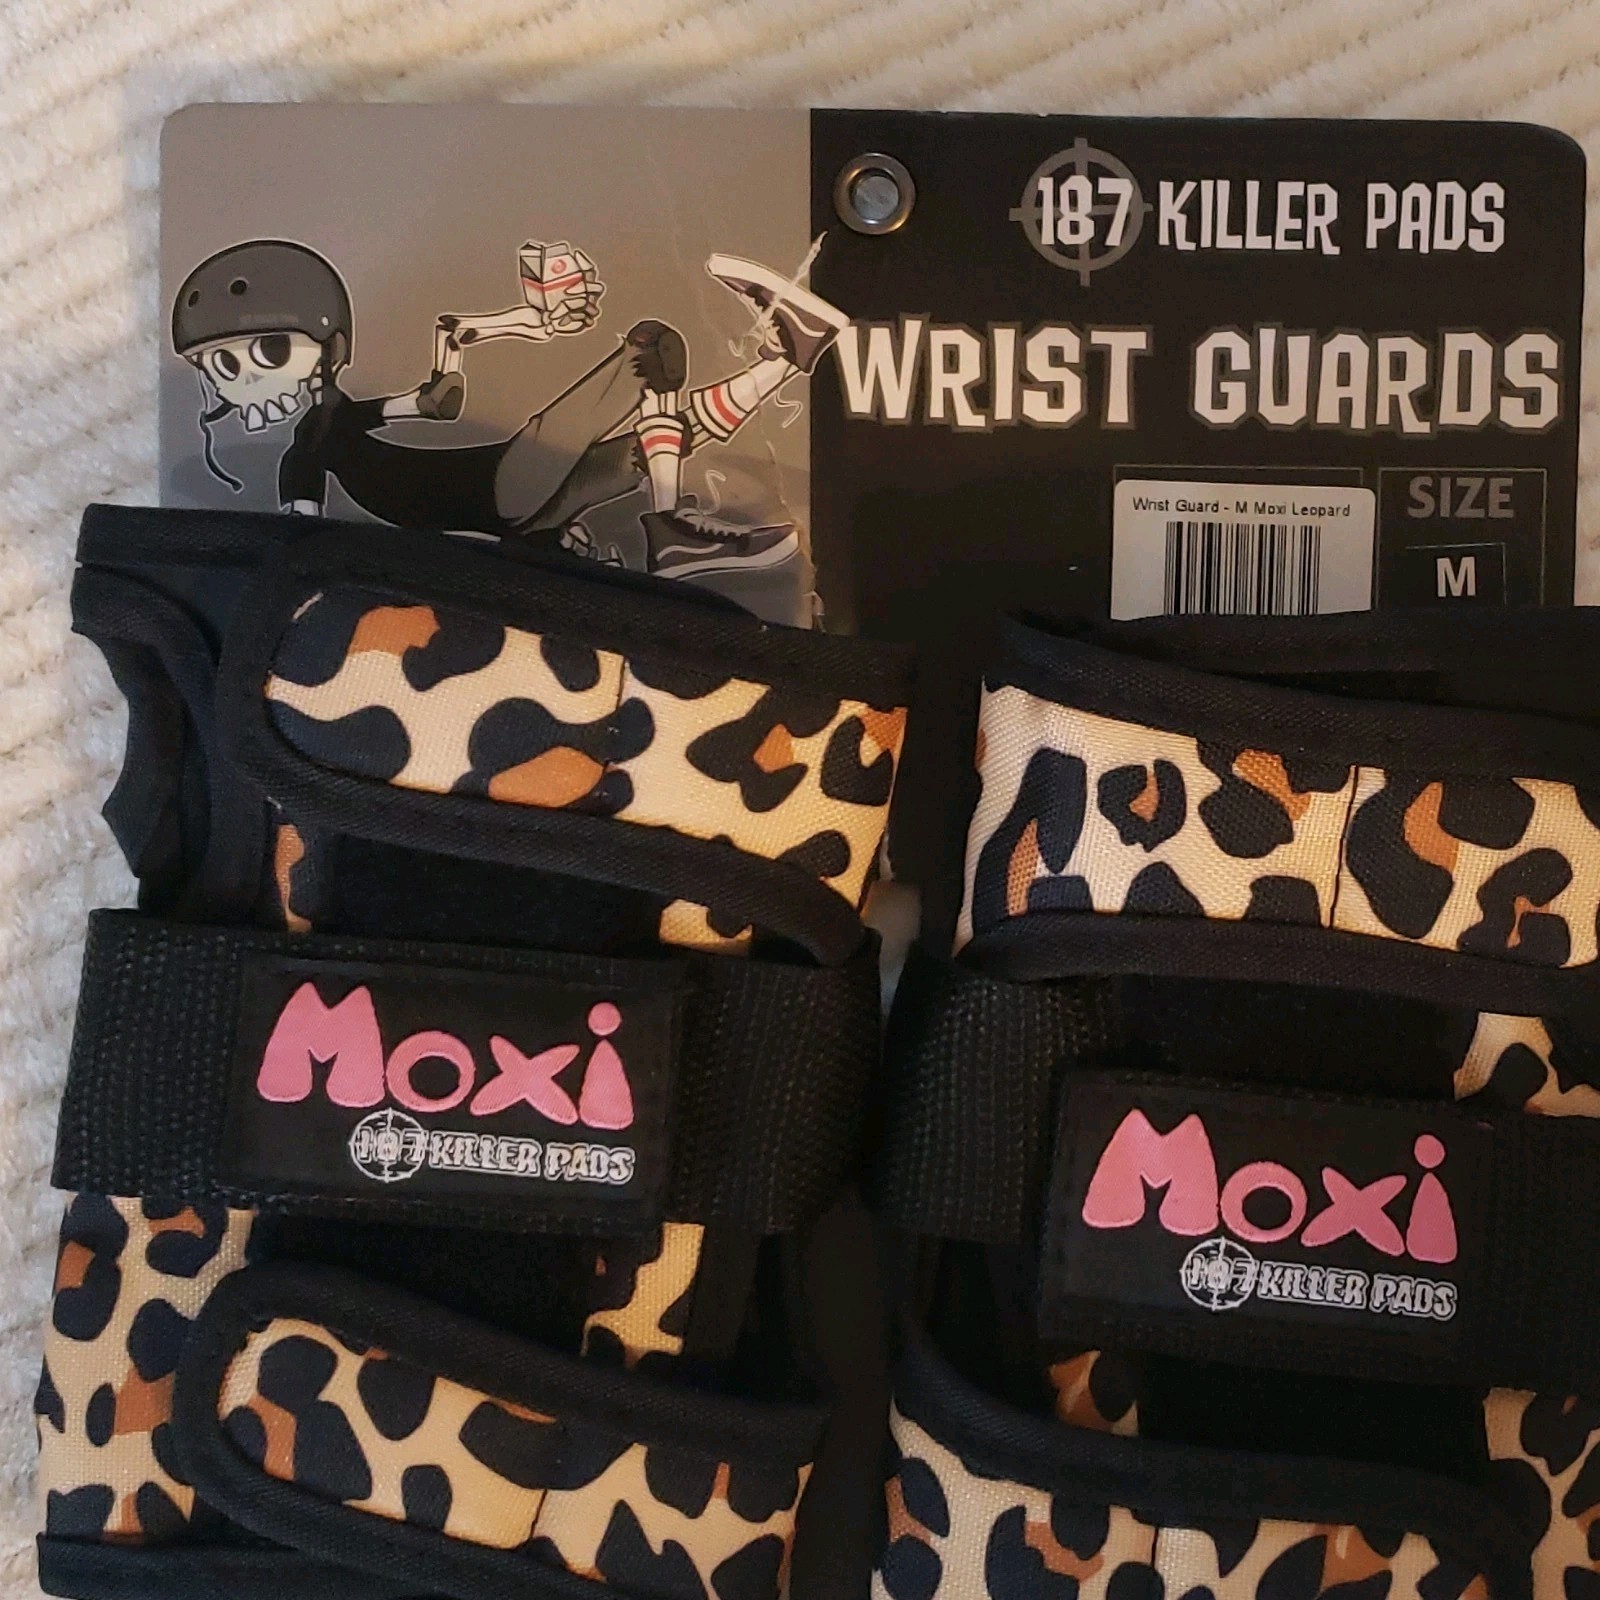 187 KILLER PADS
WRIST GUARDS
Wrist Guard - M Moxi Leopard
SIZE
M
Moxi
187 KILLER PADS
Moxi
187 KILLER PADS